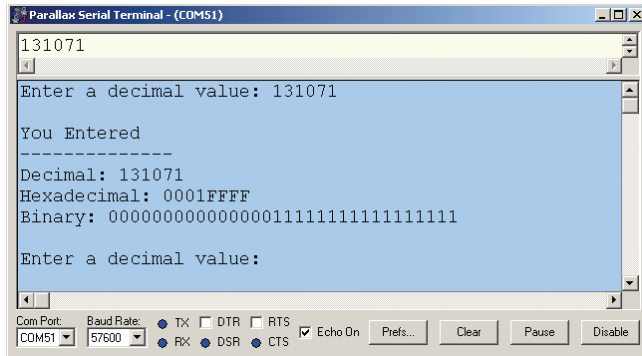 Parallax Serial Terminal - (COM51)
131071
Enter a decimal value: 131071
You Entered
--------------
Decimal: 131071
Hexadecimal: 0001FFFF
Binary: 00000000000000011111111111111111
Enter a decimal value:
Com Port: Baud Rate: TX DTR RTS
COM51 57600 RX DSR CTS Echo On Prefs... Clear Pause Disable